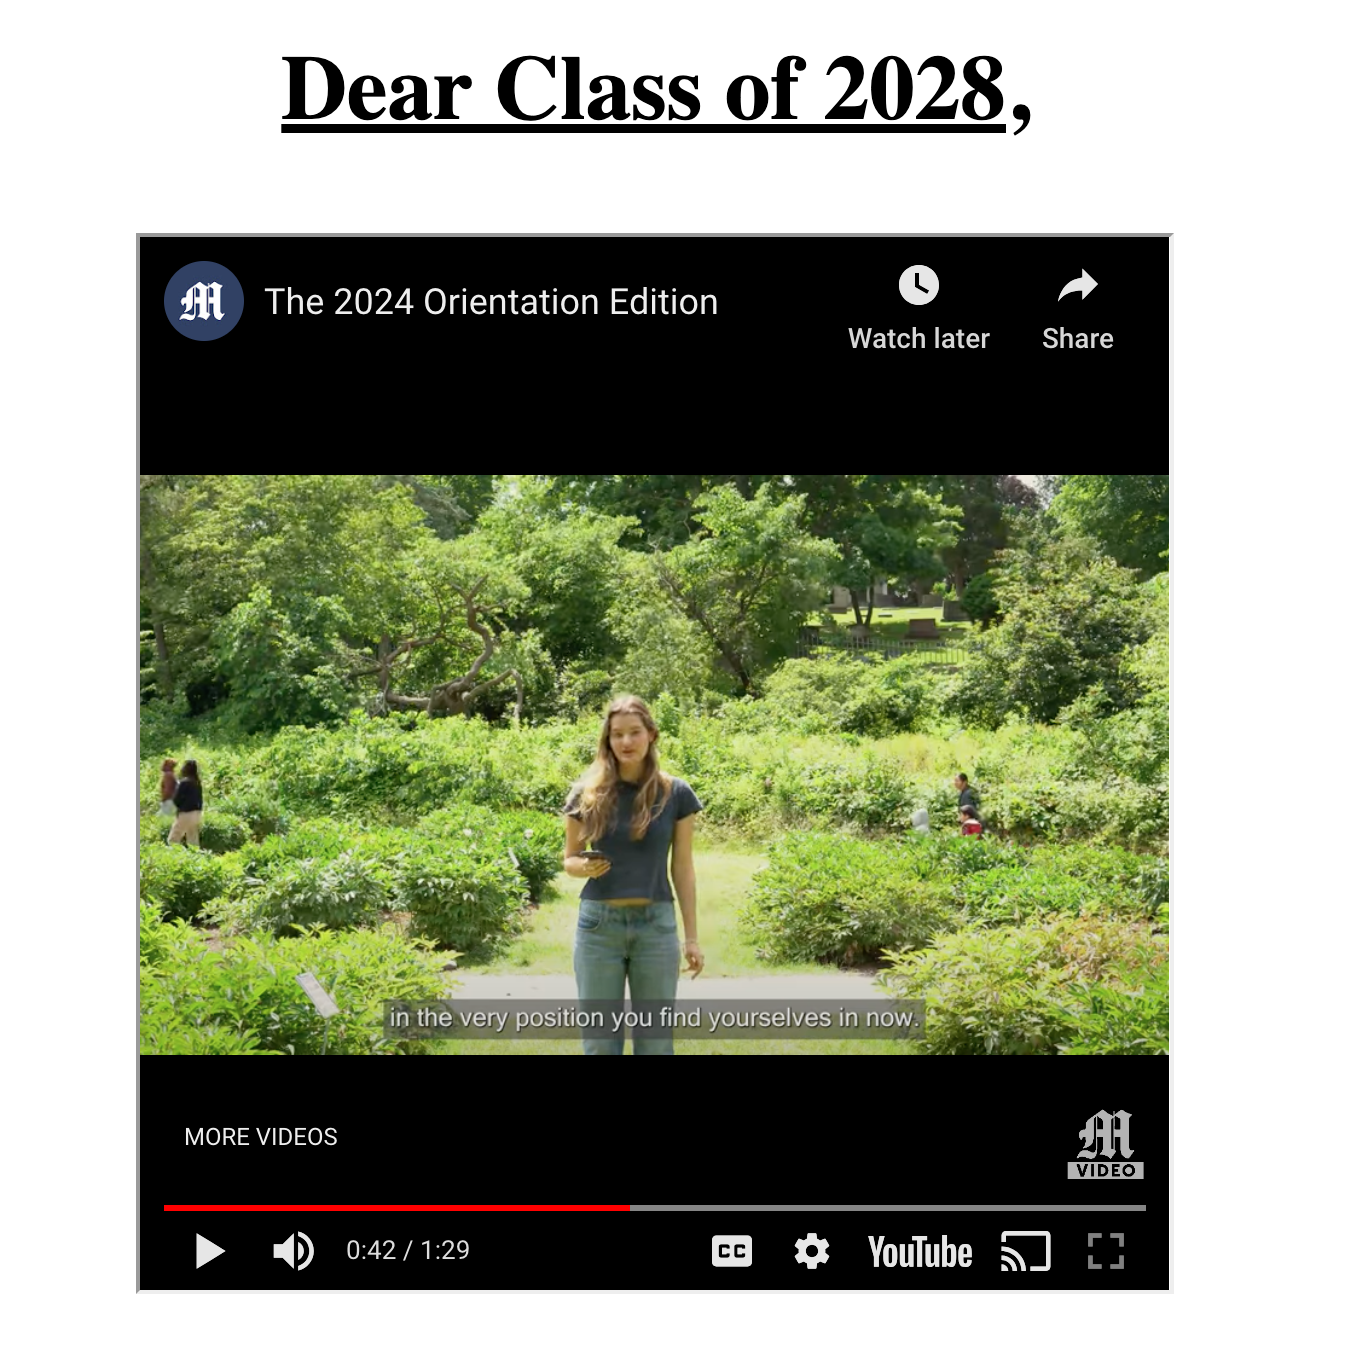 Dear Class of 2028,
The 2024 Orientation Edition
Watch later
Share
in the very position you find yourselves in now.
MORE VIDEOS
M
VIDEO
0:42 / 1:29
CC
YouTube